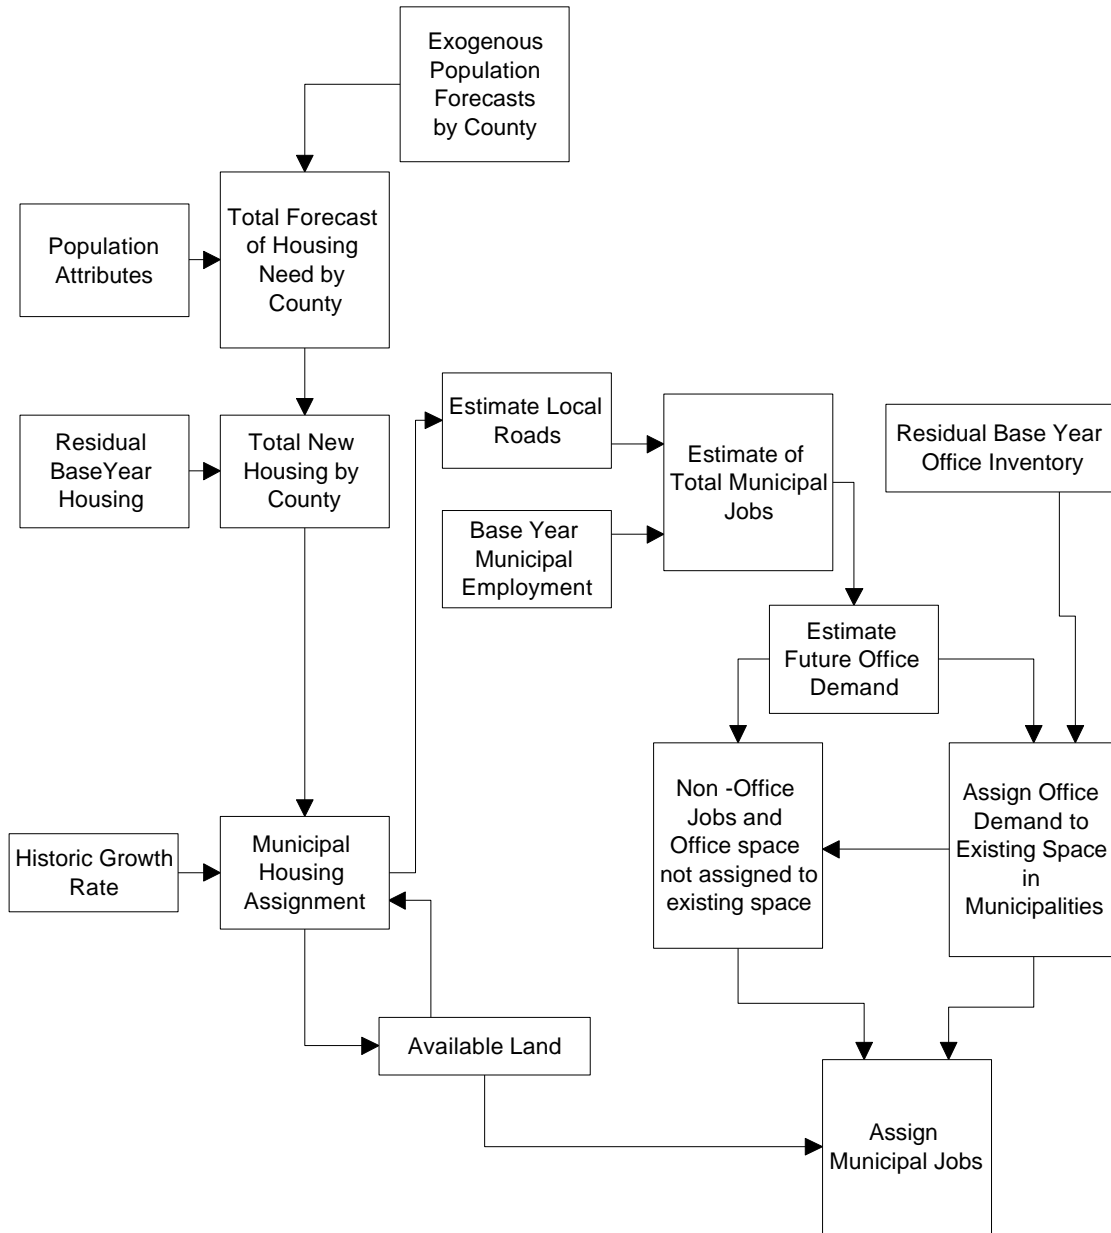 Exogenous
Population
Forecasts
by County
Total Forecast
of Housing
Need by
County
Population
Attributes
Residual
BaseYear
Housing
Total New
Housing by
County
Estimate Local
Roads
Base Year
Municipal
Employment
Estimate of
Total Municipal
Jobs
Residual Base Year
Office Inventory
Estimate
Future Office
Demand
Non -Office
Jobs and
Office space
not assigned to
existing space
Assign Office
Demand to
Existing Space
in
Municipalities
Historic Growth
Rate
Municipal
Housing
Assignment
Available Land
Assign
Municipal Jobs